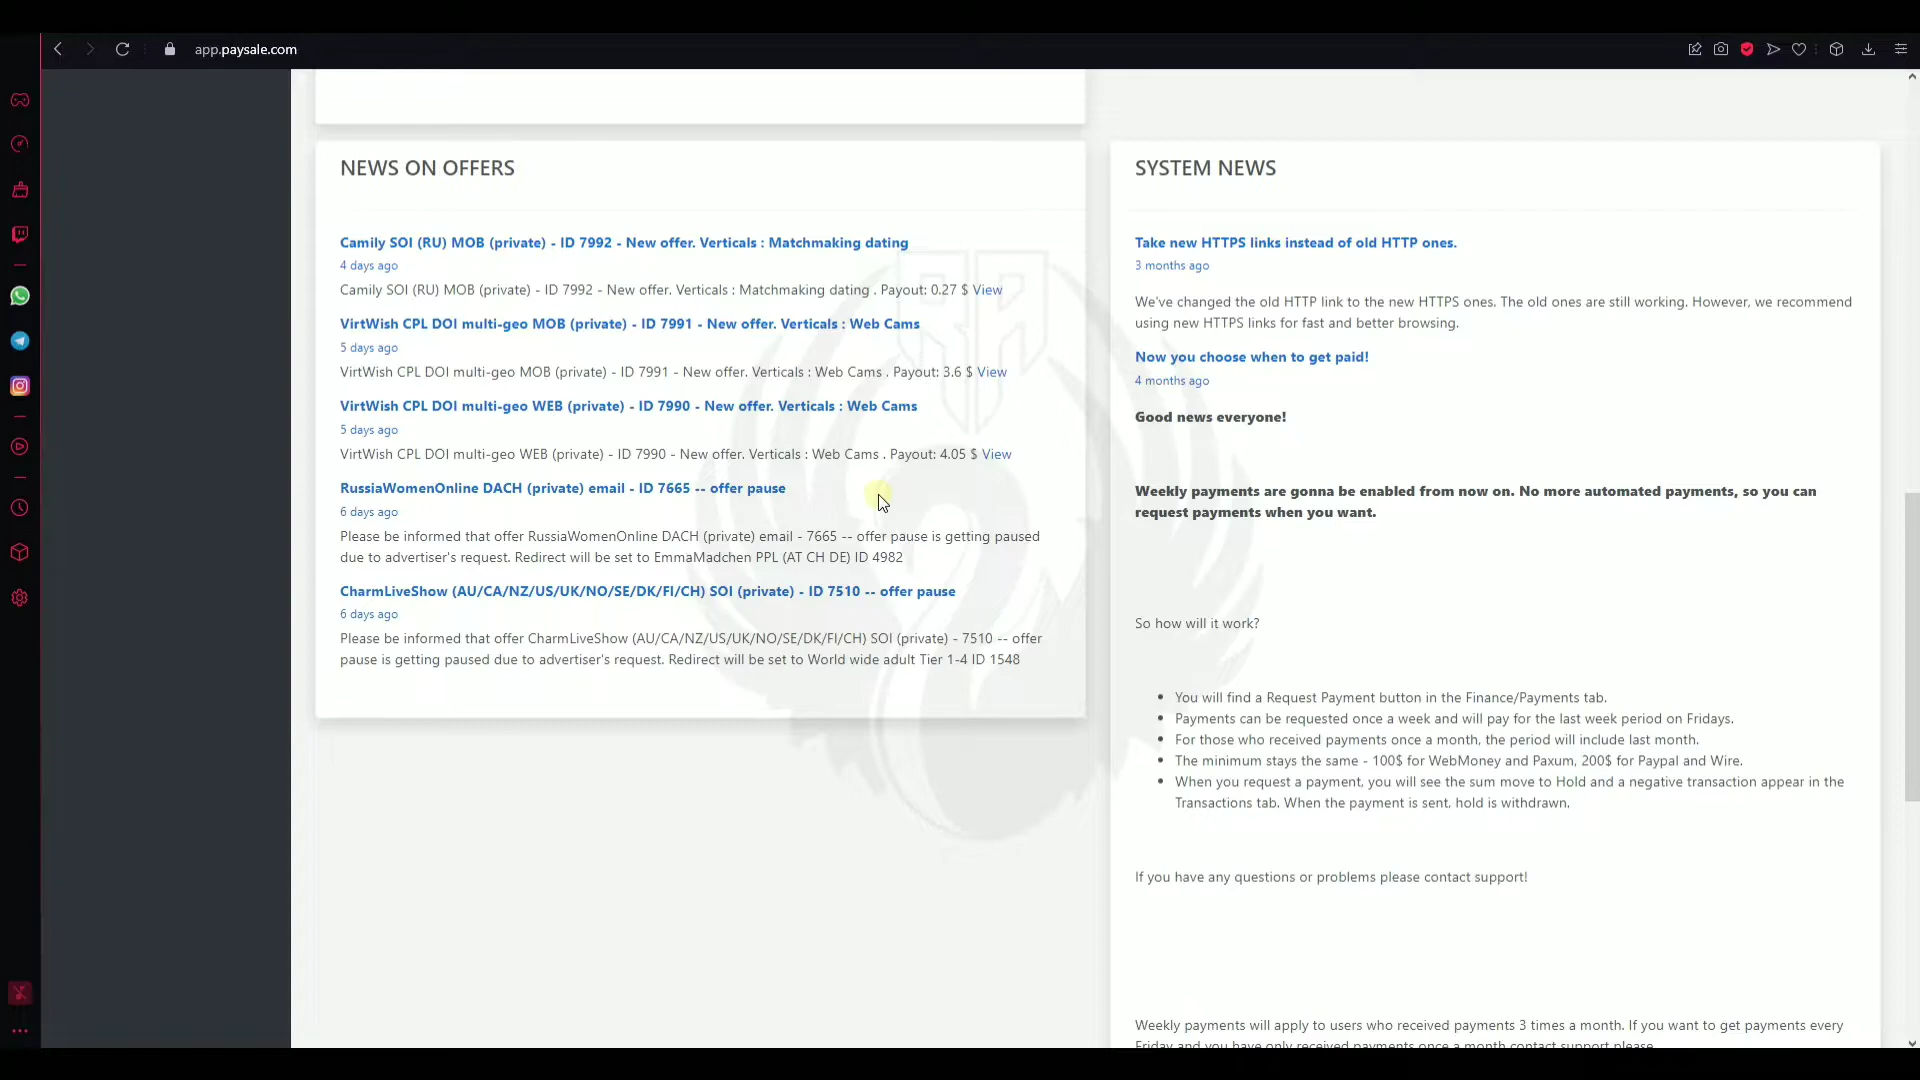 app.paysale.com
NEWS ON OFFERS
Camily SOI (RU) MOB (private) - ID 7992 - New offer. Verticals : Matchmaking dating
4 days ago
Camily SOI (RU) MOB (private) - ID 7992 - New offer. Verticals : Matchmaking dating . Payout: 0.27 $ View
VirtWish CPL DOI multi-geo MOB (private) - ID 7991 - New offer. Verticals : Web Cams
5 days ago
VirtWish CPL DOI multi-geo MOB (private) - ID 7991 - New offer. Verticals : Web Cams . Payout: 3.6 $ View
VirtWish CPL DOI multi-geo WEB (private) - ID 7990 - New offer. Verticals : Web Cams
5 days ago
VirtWish CPL DOI multi-geo WEB (private) - ID 7990 - New offer. Verticals : Web Cams . Payout: 4.05 $ View
RussiaWomenOnline DACH (private) email - ID 7665 -- offer pause
6 days ago
Please be informed that offer RussiaWomenOnline DACH (private) email - 7665 -- offer pause is getting paused
due to advertiser's request. Redirect will be set to EmmaMadchen PPL (AT CH DE) ID 4982
CharmLiveShow (AU/CA/NZ/US/UK/NO/SE/DK/FI/CH) SOI (private) - ID 7510 -- offer pause
6 days ago
Please be informed that offer CharmLiveShow (AU/CA/NZ/US/UK/NO/SE/DK/FI/CH) SOI (private) - 7510 -- offer
pause is getting paused due to advertiser's request. Redirect will be set to World wide adult Tier 1-4 ID 1548
SYSTEM NEWS
Take new HTTPS links instead of old HTTP ones.
3 months ago
We've changed the old HTTP link to the new HTTPS ones. The old ones are still working. However, we recommend
using new HTTPS links for fast and better browsing.
Now you choose when to get paid!
4 months ago
Good news everyone!
Weekly payments are gonna be enabled from now on. No more automated payments, so you can
request payments when you want.
So how will it work?
• You will find a Request Payment button in the Finance/Payments tab.
• Payments can be requested once a week and will pay for the last week period on Fridays.
• For those who received payments once a month, the period will include last month.
• The minimum stays the same - 100$ for WebMoney and Paxum, 200$ for Paypal and Wire.
• When you request a payment, you will see the sum move to Hold and a negative transaction appear in the
Transactions tab. When the payment is sent, hold is withdrawn.
If you have any questions or problems please contact support!
Weekly payments will apply to users who received payments 3 times a month. If you want to get payments every
Friday and you have only received payments once a month contact support please